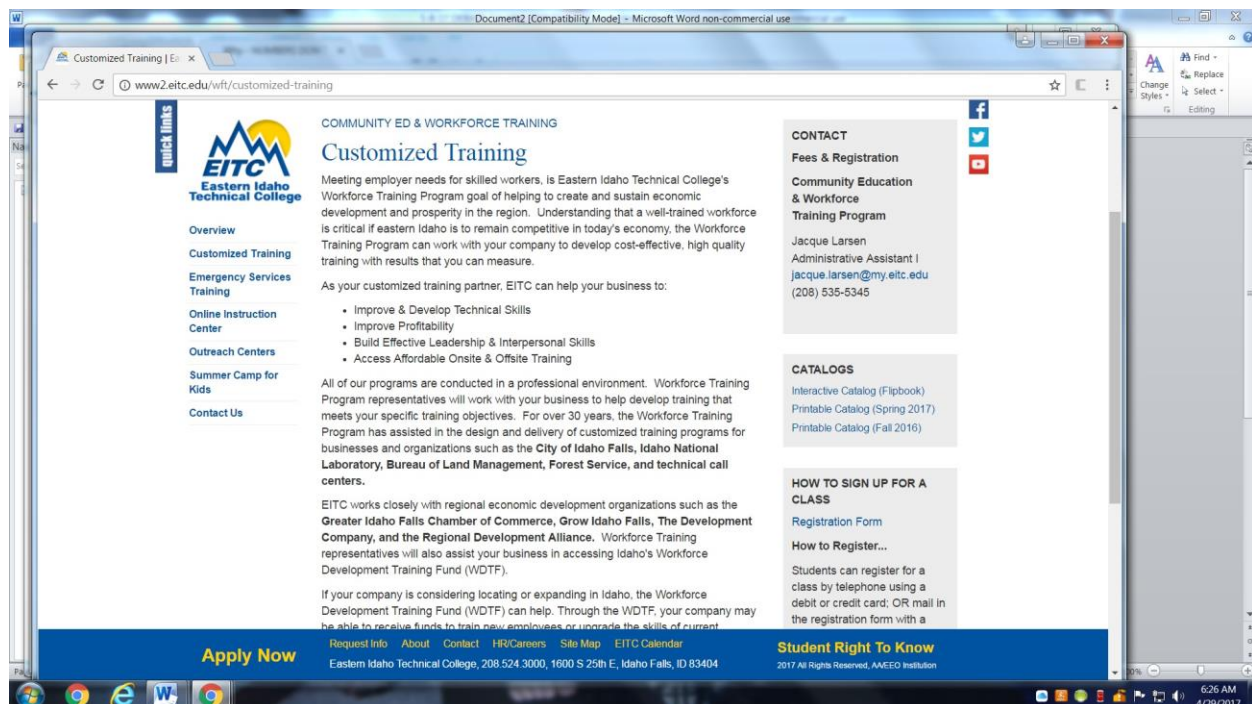 Document2 [Compatibility Mode] - Microsoft Word non-commercial use
Customized Training | Ea
www2.eitc.edu/wft/customized-training
Find
Replace
Select
Change
Styles
Editing
quick links
EITC
Eastern Idaho
Technical College
Overview
Customized Training
Emergency Services
Training
Online Instruction
Center
Outreach Centers
Summer Camp for
Kids
Contact Us
COMMUNITY ED & WORKFORCE TRAINING
Customized Training
Meeting employer needs for skilled workers, is Eastern Idaho Technical College's
Workforce Training Program goal of helping to create and sustain economic
development and prosperity in the region. Understanding that a well-trained workforce
is critical if eastern Idaho is to remain competitive in today's economy, the Workforce
Training Program can work with your company to develop cost-effective, high quality
training with results that you can measure.
As your customized training partner, EITC can help your business to:
• Improve & Develop Technical Skills
• Improve Profitability
• Build Effective Leadership & Interpersonal Skills
• Access Affordable Onsite & Offsite Training
All of our programs are conducted in a professional environment. Workforce Training
Program representatives will work with your business to help develop training that
meets your specific training objectives. For over 30 years, the Workforce Training
Program has assisted in the design and delivery of customized training programs for
businesses and organizations such as the City of Idaho Falls, Idaho National
Laboratory, Bureau of Land Management, Forest Service, and technical call
centers.
EITC works closely with regional economic development organizations such as the
Greater Idaho Falls Chamber of Commerce, Grow Idaho Falls, The Development
Company, and the Regional Development Alliance. Workforce Training
representatives will also assist your business in accessing Idaho's Workforce
Development Training Fund (WDTF).
If your company is considering locating or expanding in Idaho, the Workforce
Development Training Fund (WDTF) can help. Through the WDTF, your company may
be able to receive funds to train new employees or upgrade the skills of current
CONTACT
Fees & Registration
Community Education
& Workforce
Training Program
Jacque Larsen
Administrative Assistant I
jacque.larsen@my.eitc.edu
(208) 535-5345
CATALOGS
Interactive Catalog (Flipbook)
Printable Catalog (Spring 2017)
Printable Catalog (Fall 2016)
HOW TO SIGN UP FOR A
CLASS
Registration Form
How to Register...
Students can register for a
class by telephone using a
debit or credit card; OR mail in
the registration form with a
Apply Now
Request Info About Contact HR/Careers Site Map EITC Calendar
Eastern Idaho Technical College, 208.524.3000, 1600 S 25th E, Idaho Falls, ID 83404
Student Right To Know
2017 All Rights Reserved, AA/EEO Institution
6:26 AM
4/29/2017